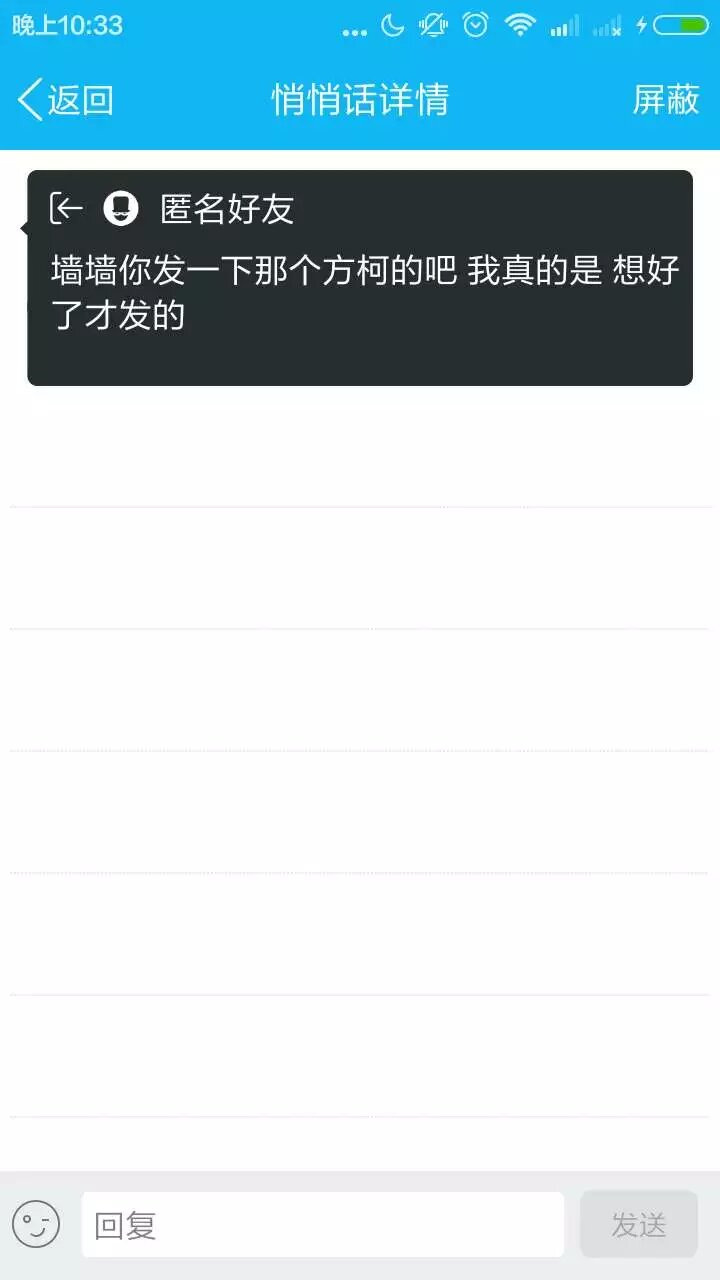 晚上10:33
返回 悄悄话详情 屏蔽
匿名好友
墙墙你发一下那个方柯的吧 我真的是 想好
了才发的
回复 发送